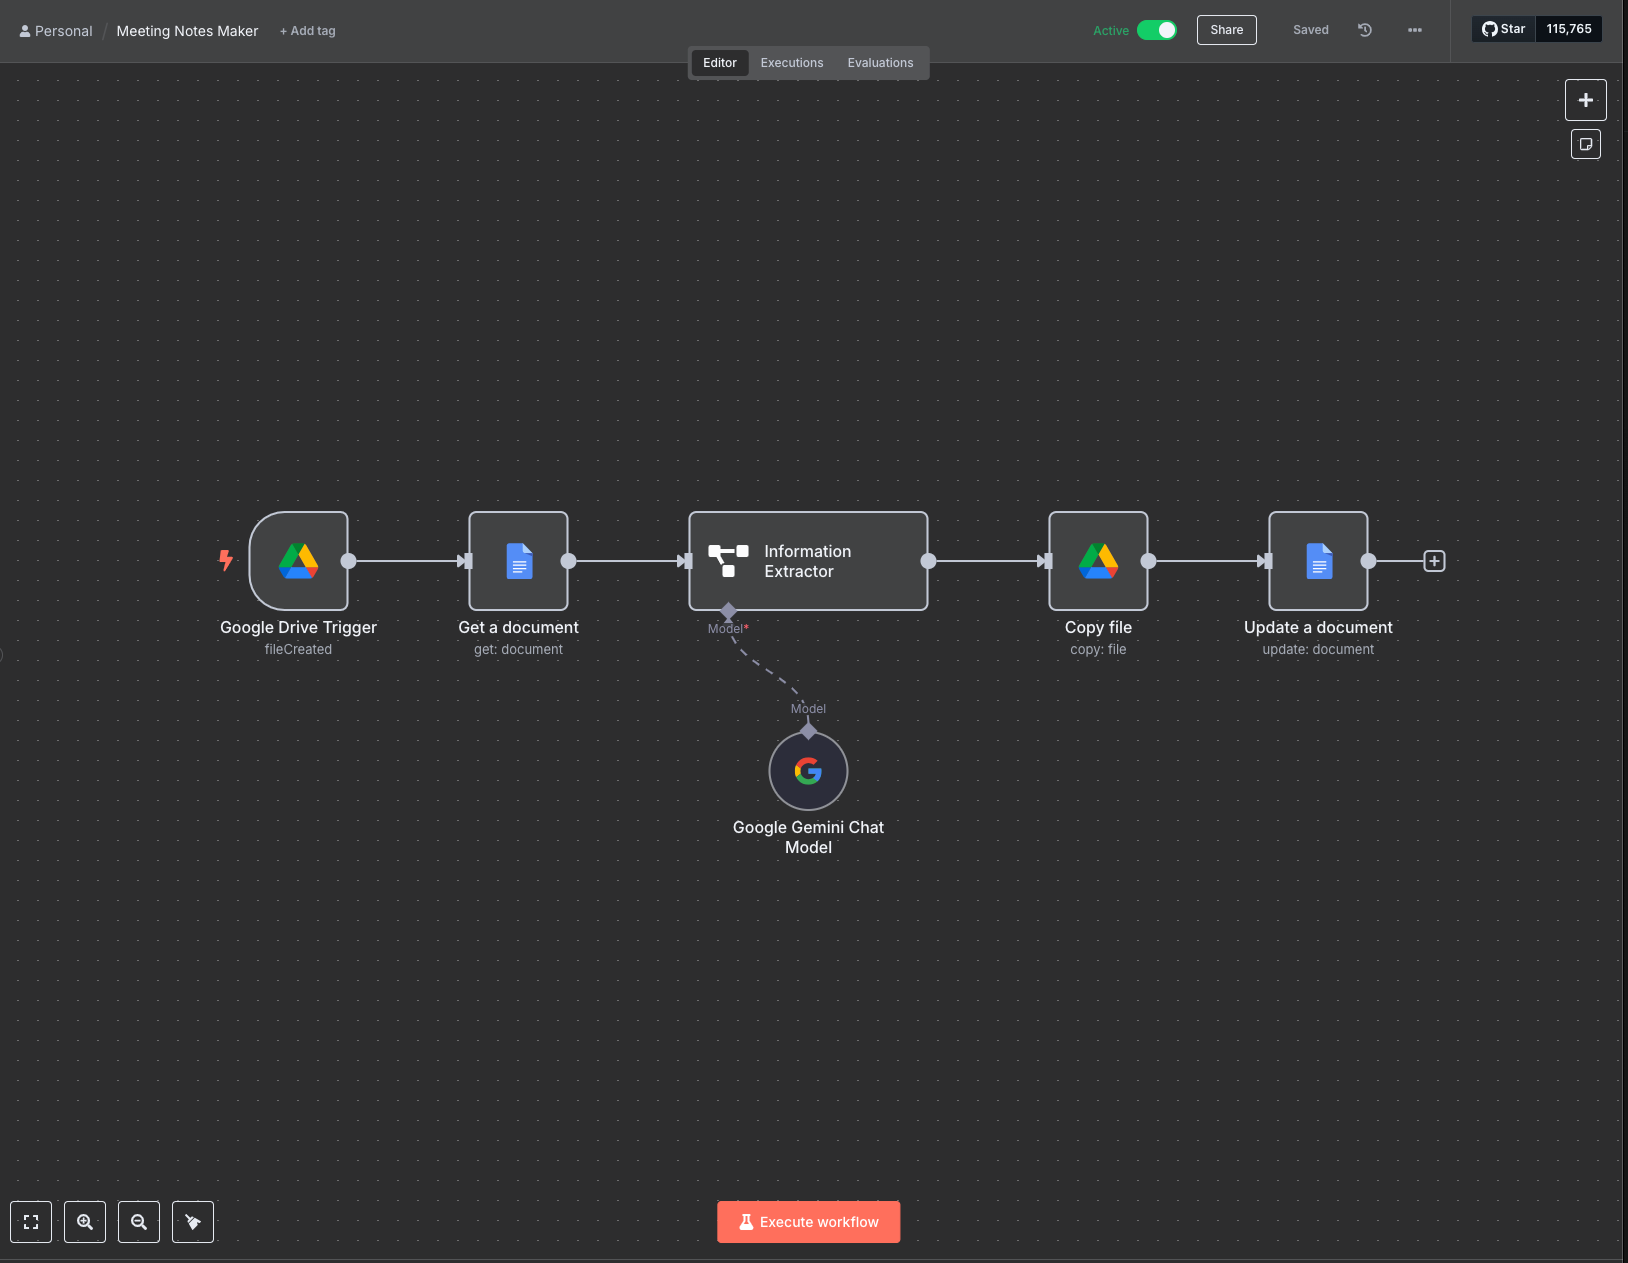 Personal / Meeting Notes Maker + Add tag
Active Share Saved Star 115,765
Editor Executions Evaluations
Information
Extractor
Google Drive Trigger
fileCreated
Get a document
get: document
Model*
Copy file
copy: file
Update a document
update: document
Model
Google Gemini Chat
Model
Execute workflow